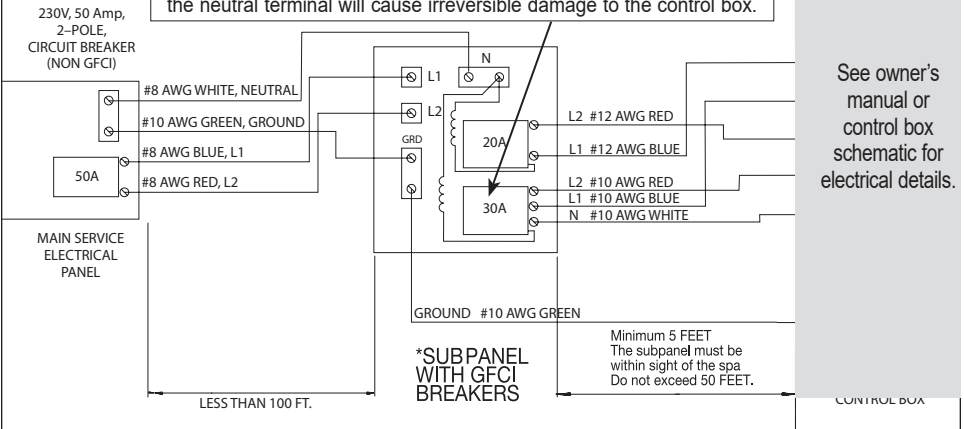 the neutral terminal will cause irreversible damage to the control box.
230V, 50 Amp,
2–POLE,
CIRCUIT BREAKER
(NON GFCI)
#8 AWG WHITE, NEUTRAL
#10 AWG GREEN, GROUND
#8 AWG BLUE, L1
50A
#8 AWG RED, L2
MAIN SERVICE
ELECTRICAL
PANEL
N
L1
L2
GRD
20A
30A
L2 #12 AWG RED
L1 #12 AWG BLUE
L2 #10 AWG RED
L1 #10 AWG BLUE
N #10 AWG WHITE
GROUND #10 AWG GREEN
*SUBPANEL
WITH GFCI
BREAKERS
Minimum 5 FEET
The subpanel must be
within sight of the spa
Do not exceed 50 FEET.
LESS THAN 100 FT.
See owner's
manual or
control box
schematic for
electrical details.
CONTROL BOX